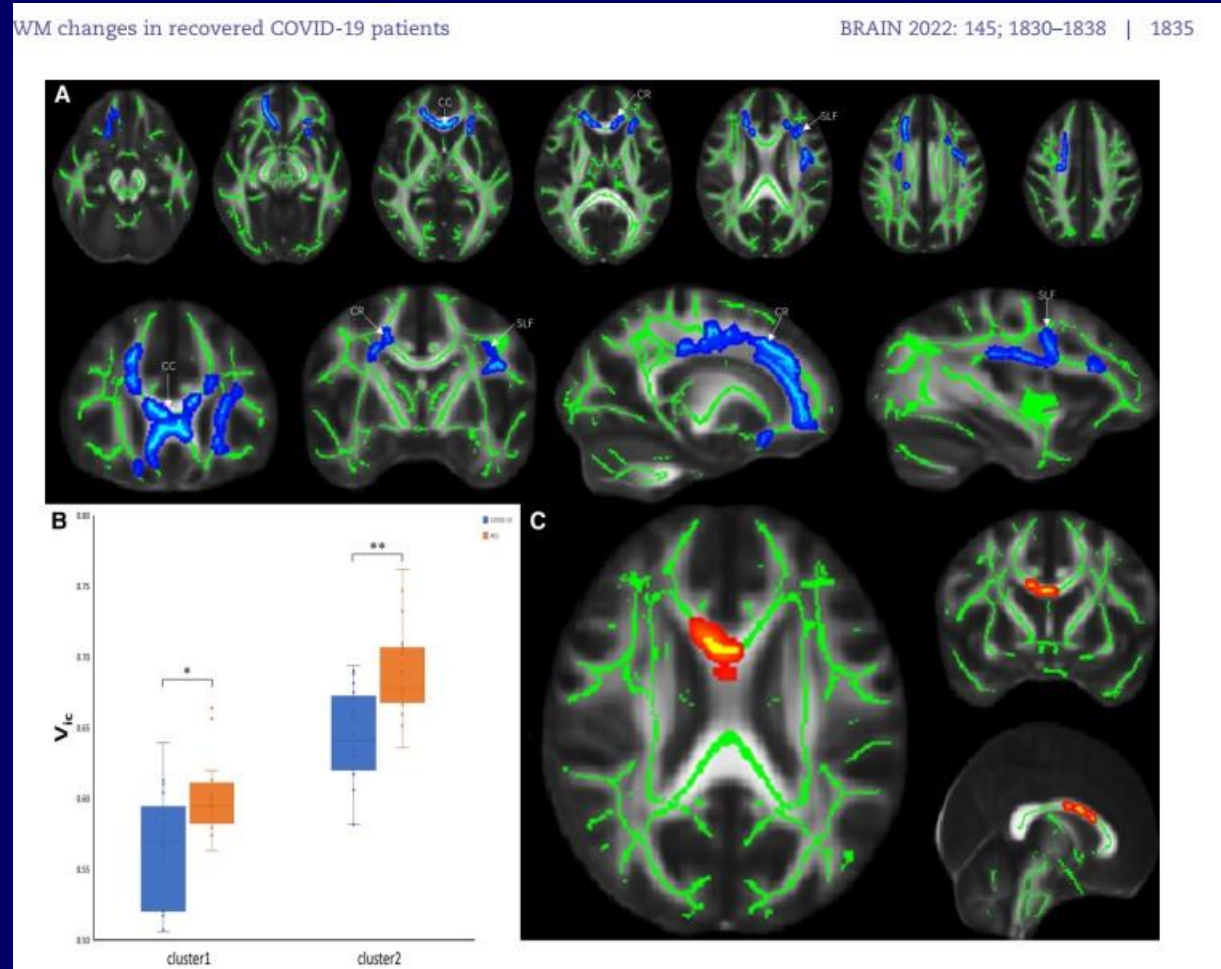 WM changes in recovered COVID-19 patients
BRAIN 2022: 145; 1830–1838 | 1835
A
CC
CR
SLF
CR
CC
SLF
CR
SLF
B
C
0.80
0.75
0.70
0.65
0.60
0.55
0.50
Vic
*
**
cluster1
cluster2